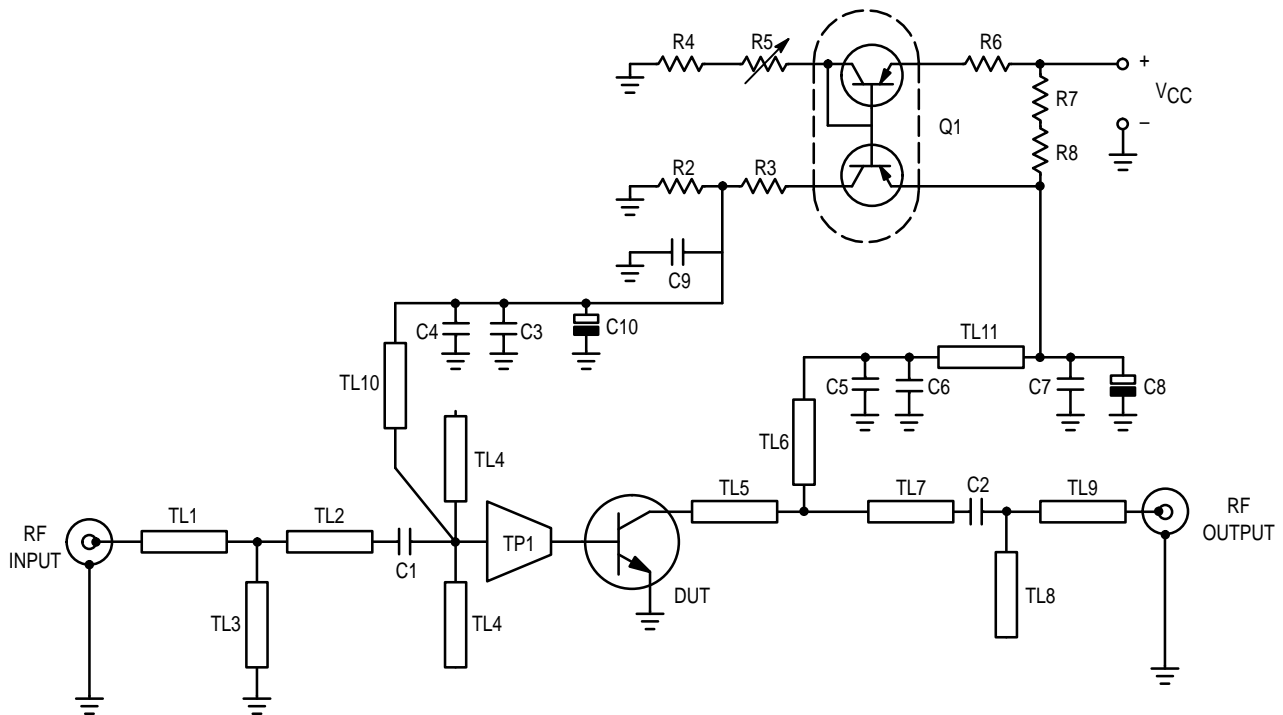 R4
R5
R6
+
VCC
–
R7
R8
Q1
R2
R3
C9
C4
C3
C10
TL11
TL10
C5
C6
C7
C8
TL4
TL6
RF
INPUT
TL1
TL2
C1
TP1
TL5
TL7
C2
TL9
RF
OUTPUT
DUT
TL3
TL4
TL8